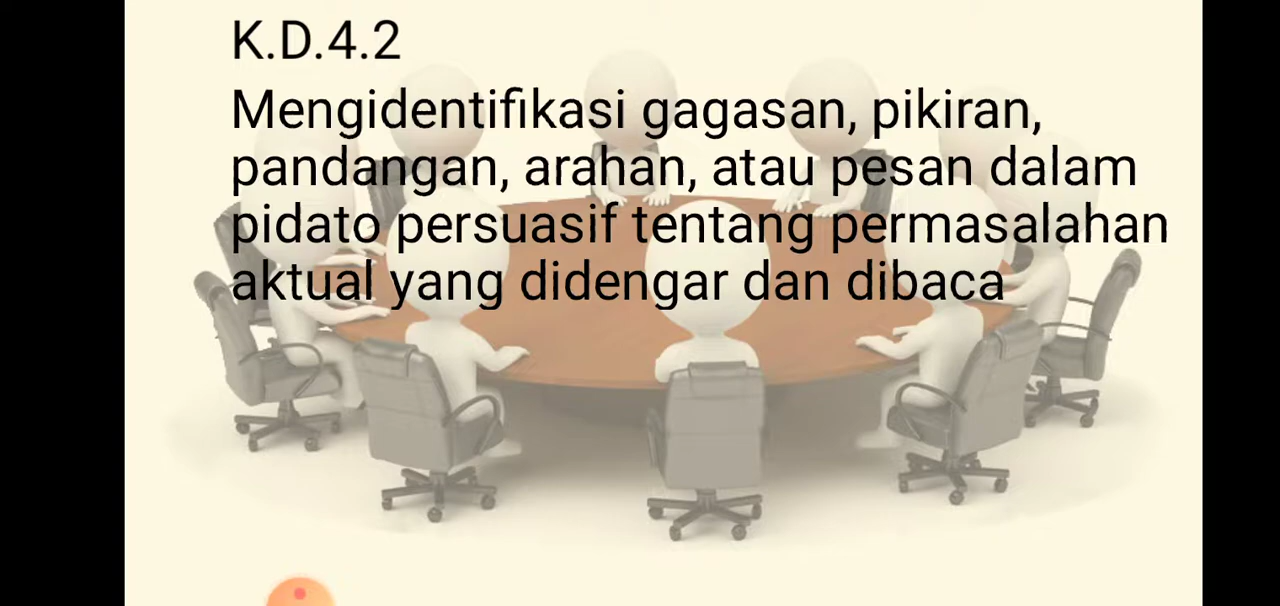 K.D.4.2
Mengidentifikasi gagasan, pikiran,
pandangan, arahan, atau pesan dalam
pidato persuasif tentang permasalahan
aktual yang didengar dan dibaca